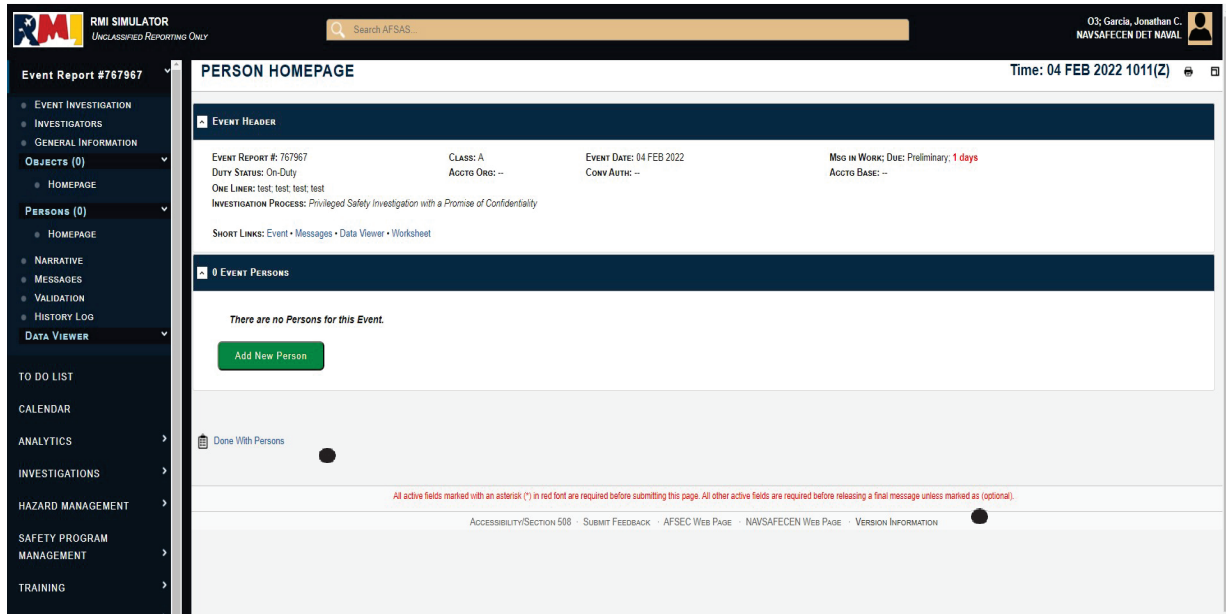 RMI
RMI SIMULATOR
Unclassified Reporting Only
Search AFSAS...
O3; Garcia, Jonathan C.
NAVSAFECEN DET NAVAL
Event Report #767967
Event Investigation
Investigators
General Information
Objects (0)
Homepage
Persons (0)
Homepage
Narrative
Messages
Validation
History Log
Data Viewer
TO DO LIST
CALENDAR
ANALYTICS
INVESTIGATIONS
HAZARD MANAGEMENT
SAFETY PROGRAM
MANAGEMENT
TRAINING
PERSON HOMEPAGE
Time: 04 FEB 2022 1011(Z)
Event Header
Event Report #: 767967 Class: A Event Date: 04 FEB 2022 Msg in Work; Due: Preliminary; 1 days
Duty Status: On-Duty Acctg Org: -- Conv Auth: -- Acctg Base: --
One Liner: test; test; test; test
Investigation Process: Privileged Safety Investigation with a Promise of Confidentiality
Short Links: Event • Messages • Data Viewer • Worksheet
0 Event Persons
There are no Persons for this Event.
Add New Person
Done With Persons
All active fields marked with an asterisk (*) in red font are required before submitting this page. All other active fields are required before releasing a final message unless marked as (optional).
Accessibility/Section 508 · Submit Feedback · AFSEC Web Page · NAVSAFECEN Web Page · Version Information